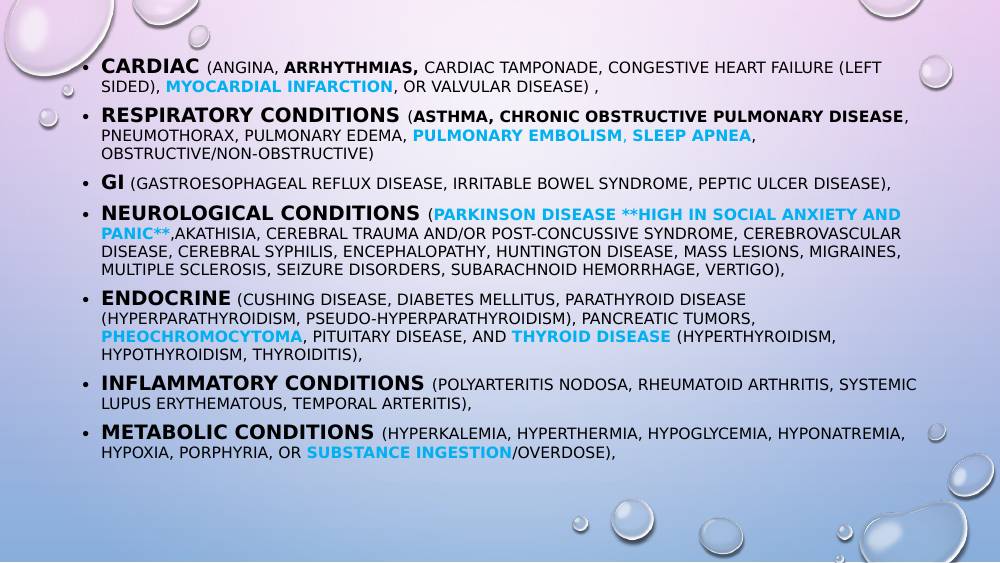 • CARDIAC (ANGINA, ARRHYTHMIAS, CARDIAC TAMPONADE, CONGESTIVE HEART FAILURE (LEFT
SIDED), MYOCARDIAL INFARCTION, OR VALVULAR DISEASE) ,
• RESPIRATORY CONDITIONS (ASTHMA, CHRONIC OBSTRUCTIVE PULMONARY DISEASE,
PNEUMOTHORAX, PULMONARY EDEMA, PULMONARY EMBOLISM, SLEEP APNEA,
OBSTRUCTIVE/NON-OBSTRUCTIVE)
• GI (GASTROESOPHAGEAL REFLUX DISEASE, IRRITABLE BOWEL SYNDROME, PEPTIC ULCER DISEASE),
• NEUROLOGICAL CONDITIONS (PARKINSON DISEASE **HIGH IN SOCIAL ANXIETY AND
PANIC**,AKATHISIA, CEREBRAL TRAUMA AND/OR POST-CONCUSSIVE SYNDROME, CEREBROVASCULAR
DISEASE, CEREBRAL SYPHILIS, ENCEPHALOPATHY, HUNTINGTON DISEASE, MASS LESIONS, MIGRAINES,
MULTIPLE SCLEROSIS, SEIZURE DISORDERS, SUBARACHNOID HEMORRHAGE, VERTIGO),
• ENDOCRINE (CUSHING DISEASE, DIABETES MELLITUS, PARATHYROID DISEASE
(HYPERPARATHYROIDISM, PSEUDO-HYPERPARATHYROIDISM), PANCREATIC TUMORS,
PHEOCHROMOCYTOMA, PITUITARY DISEASE, AND THYROID DISEASE (HYPERTHYROIDISM,
HYPOTHYROIDISM, THYROIDITIS),
• INFLAMMATORY CONDITIONS (POLYARTERITIS NODOSA, RHEUMATOID ARTHRITIS, SYSTEMIC
LUPUS ERYTHEMATOUS, TEMPORAL ARTERITIS),
• METABOLIC CONDITIONS (HYPERKALEMIA, HYPERTHERMIA, HYPOGLYCEMIA, HYPONATREMIA,
HYPOXIA, PORPHYRIA, OR SUBSTANCE INGESTION/OVERDOSE),